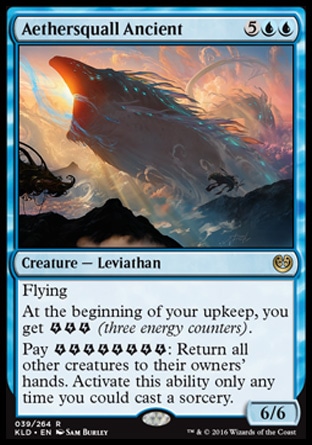 Aethersquall Ancient 5
Creature — Leviathan
Flying
At the beginning of your upkeep, you
get (three energy counters).
Pay : Return all
other creatures to their owners'
hands. Activate this ability only any
time you could cast a sorcery.
6/6
039/264 R
KLD • EN SAM BURLEY
™ & © 2016 Wizards of the Coast